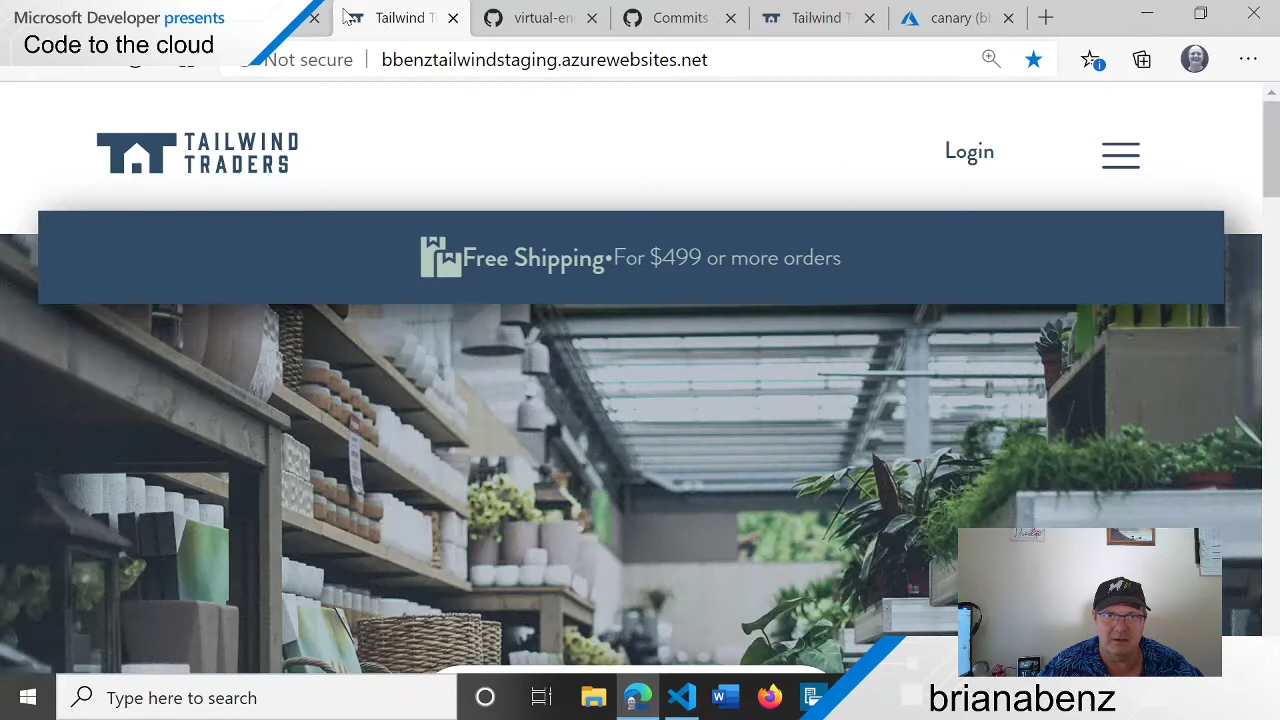 Microsoft Developer presents
Code to the cloud
Tailwind T
virtual-en
Commits
Tailwind T
canary (b
Not secure
bbenztailwindstaging.azurewebsites.net
TAILWIND
TRADERS
Login
Free Shipping•For $499 or more orders
Type here to search
brianabenz